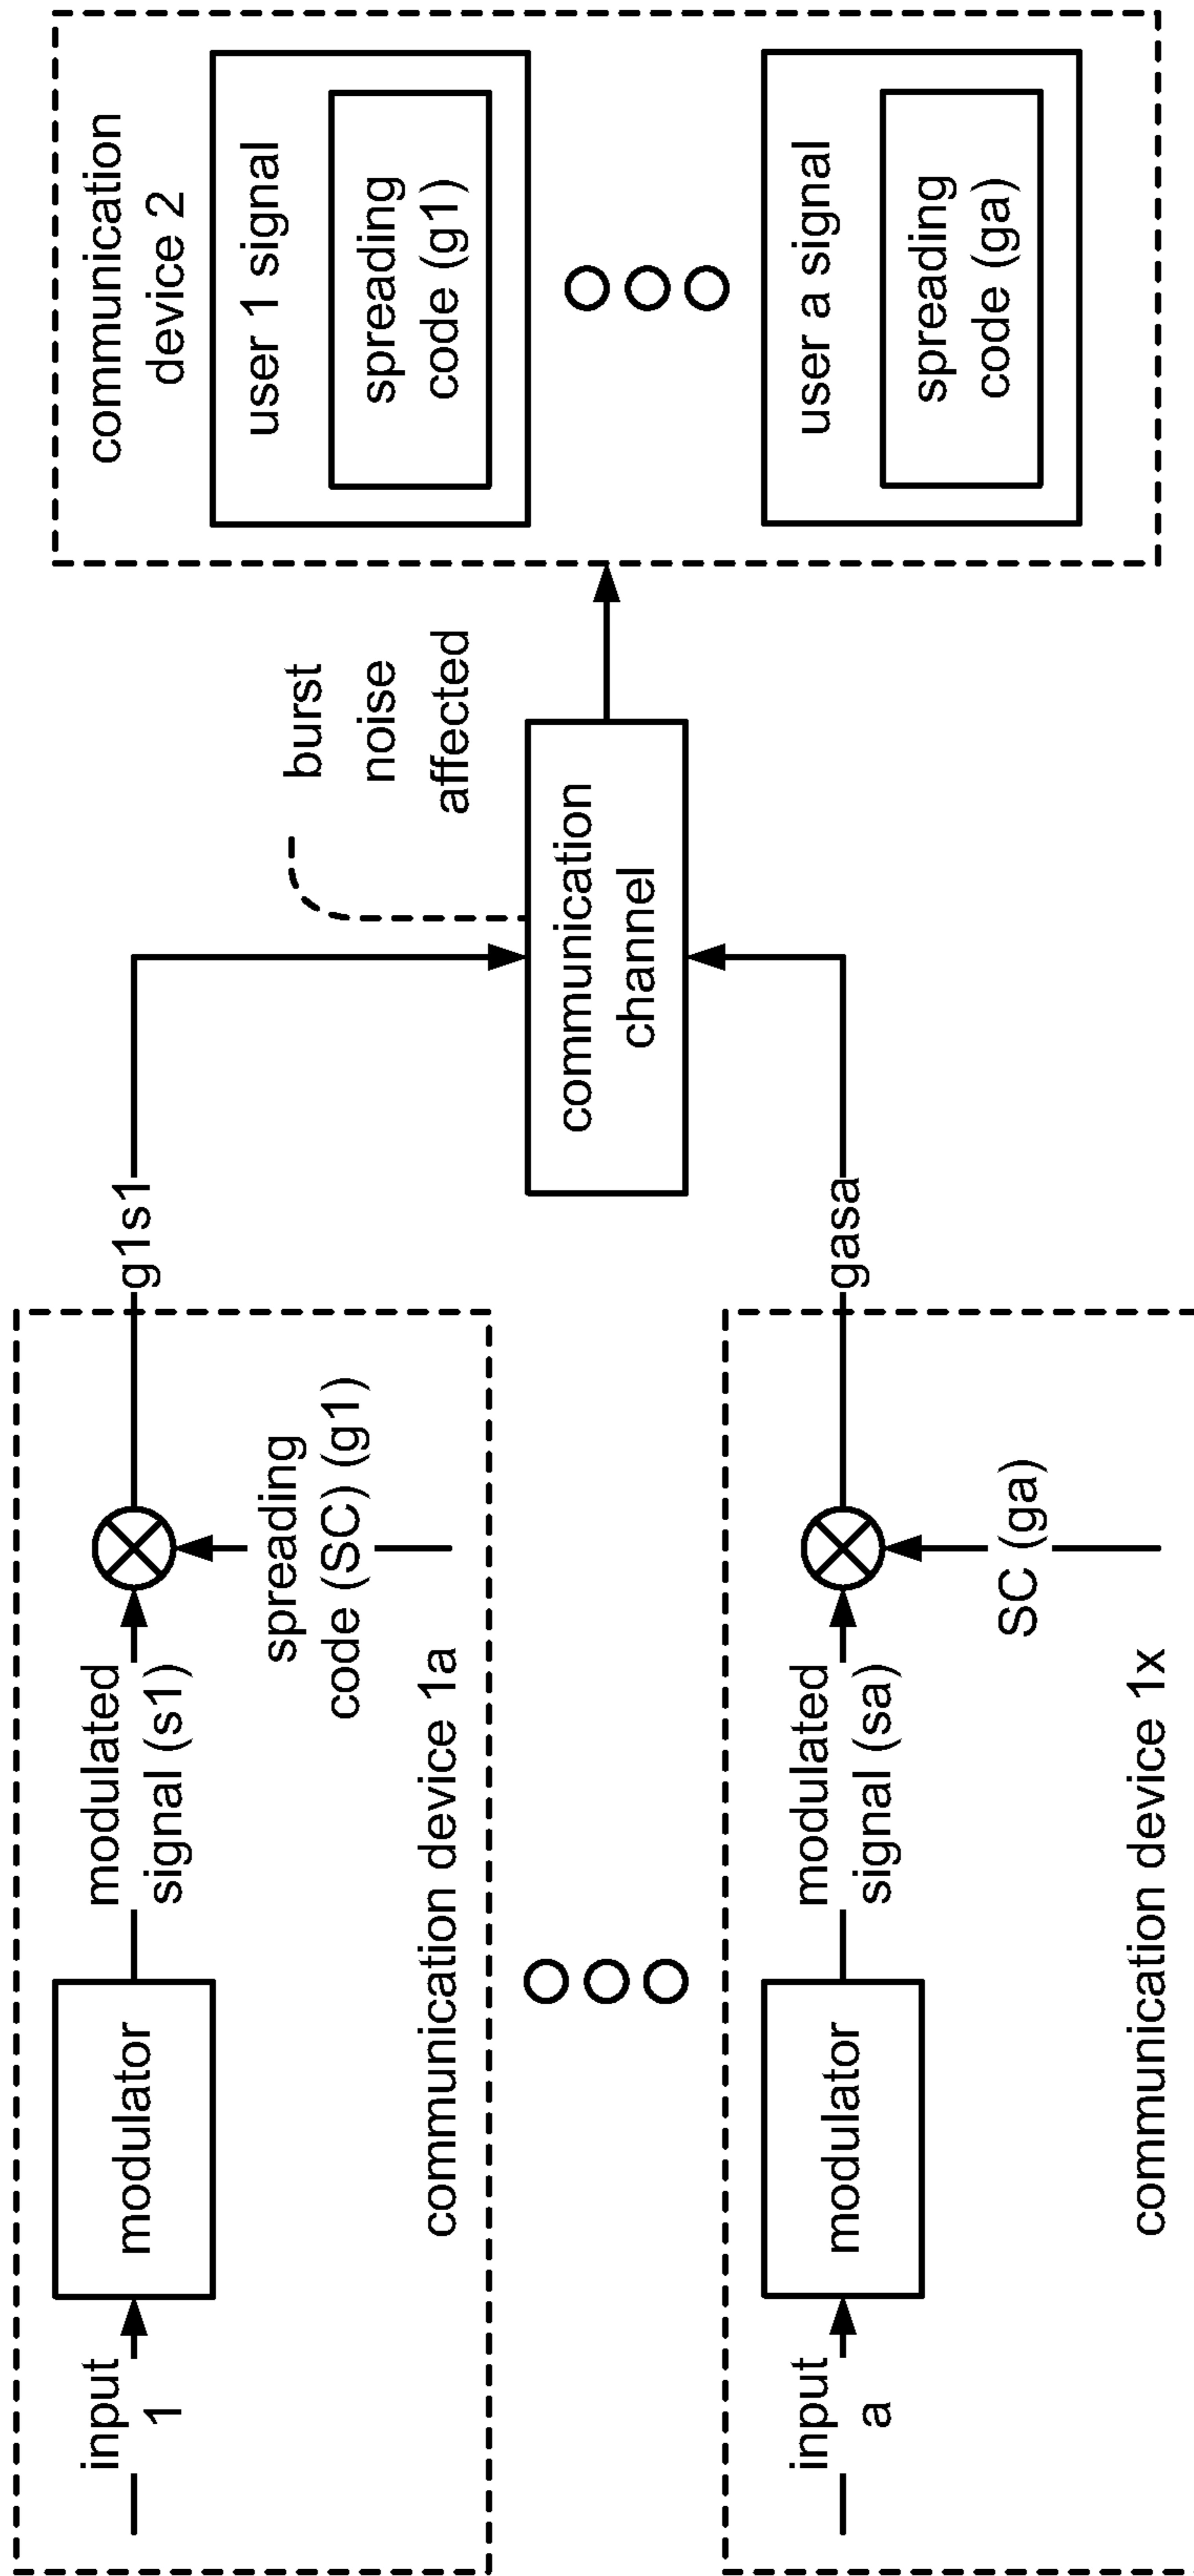 input
1
modulator
modulated
signal (s1)
spreading
code (SC) (g1)
communication device 1a
g1s1
input
a
modulator
modulated
signal (sa)
SC (ga)
communication device 1x
gasa
communication
channel
burst
noise
affected
communication
device 2
user 1 signal
spreading
code (g1)
user a signal
spreading
code (ga)